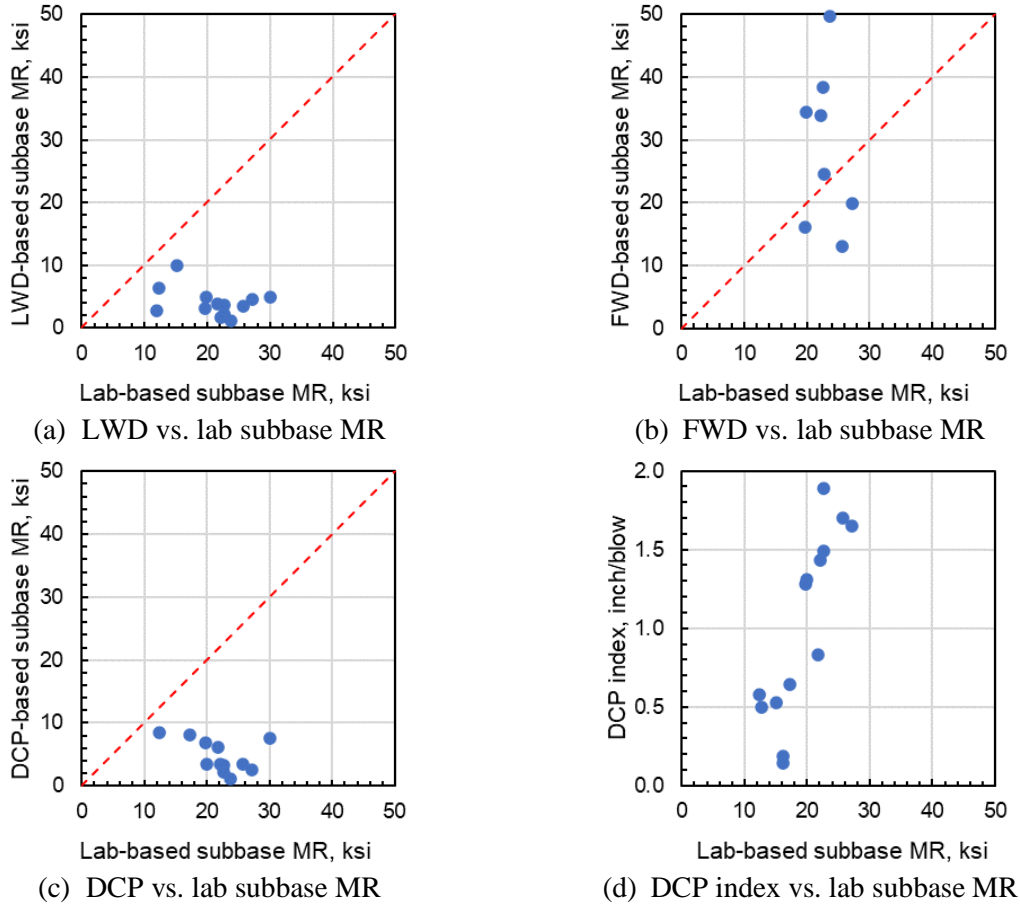 50
40
30
20
10
0
LWD-based subbase MR, ksi
0 10 20 30 40 50
Lab-based subbase MR, ksi
(a) LWD vs. lab subbase MR
50
40
30
20
10
0
FWD-based subbase MR, ksi
0 10 20 30 40 50
Lab-based subbase MR, ksi
(b) FWD vs. lab subbase MR
50
40
30
20
10
0
DCP-based subbase MR, ksi
0 10 20 30 40 50
Lab-based subbase MR, ksi
(c) DCP vs. lab subbase MR
2.0
1.5
1.0
0.5
0.0
DCP index, inch/blow
0 10 20 30 40 50
Lab-based subbase MR, ksi
(d) DCP index vs. lab subbase MR